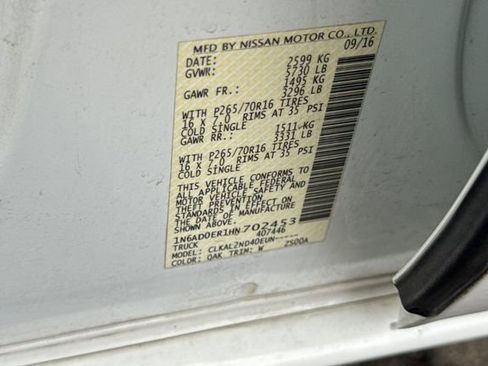 MFD BY NISSAN MOTOR CO., LTD.
DATE: 09/16
GVWR: 2599 KG
5730 LB
GAWR FR.: 1495 KG
3296 LB
WITH P265/70R16 TIRES
16 X 7.0 RIMS AT 35 PSI
COLD SINGLE
GAWR RR.: 1511 KG
3331 LB
WITH P265/70R16 TIRES
16 X 7.0 RIMS AT 35 PSI
COLD SINGLE
THIS VEHICLE CONFORMS TO
ALL APPLICABLE FEDERAL
MOTOR VEHICLE SAFETY AND
THEFT PREVENTION
STANDARDS IN EFFECT ON
THE DATE OF MANUFACTURE
SHOWN ABOVE.
1N6AD0ER1HN702453
TRUCK 407446
MODEL: CLKAL2ND40EUN-----
COLOR: QAK TRIM: W Z500A